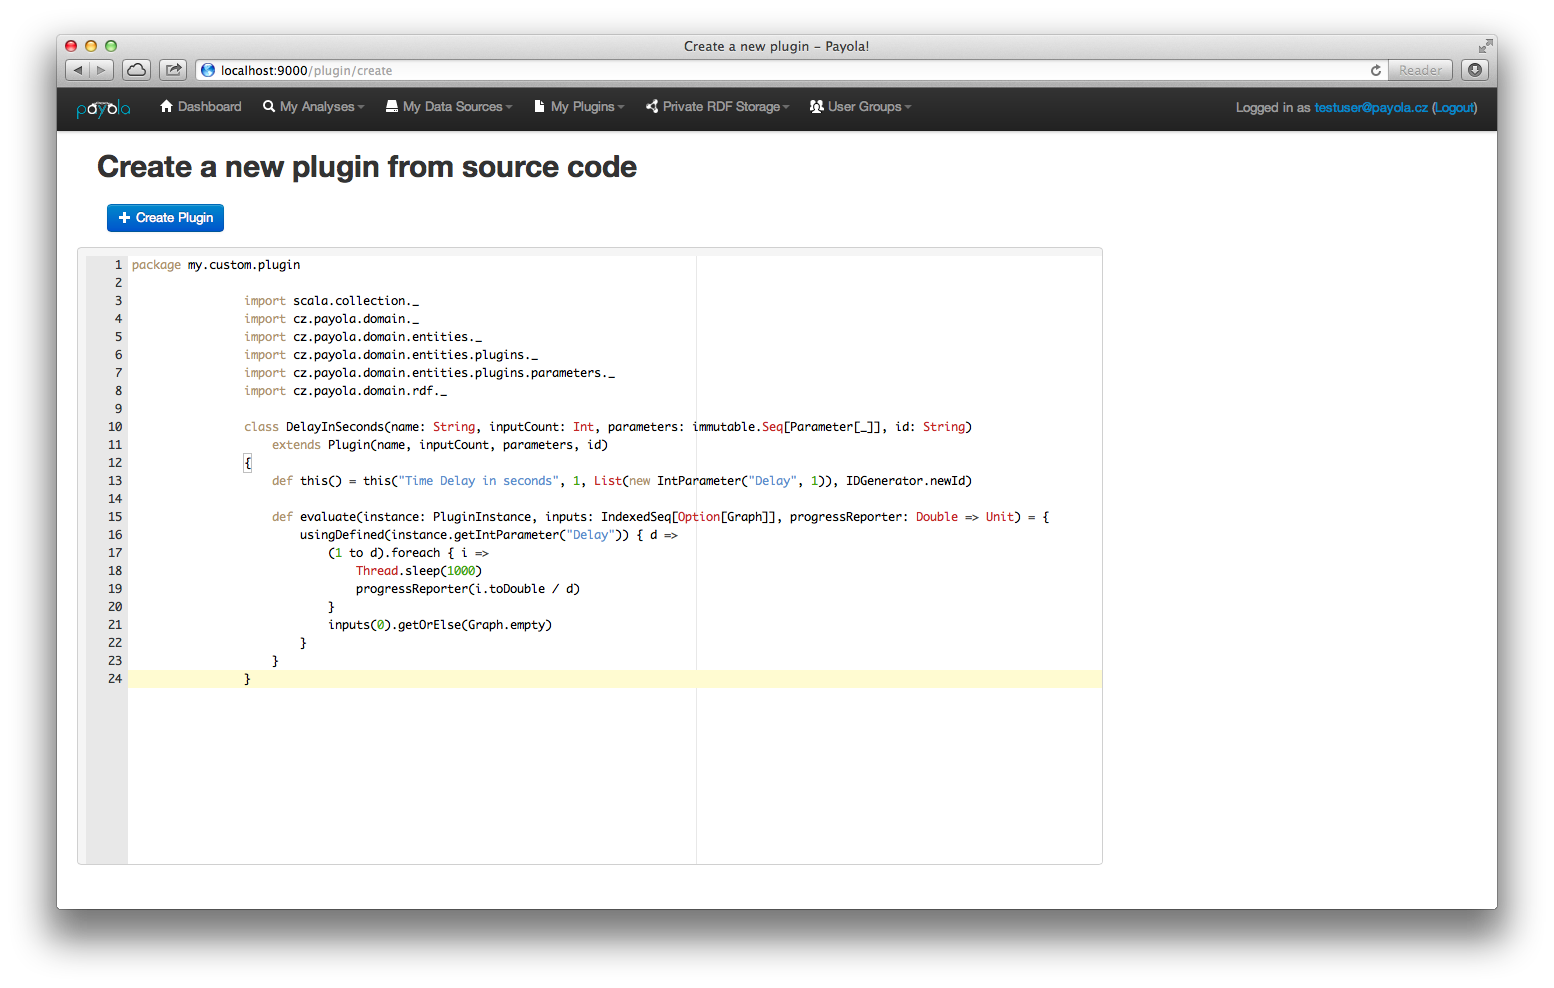 Create a new plugin – Payola!
localhost:9000/plugin/create
Reader
payola
Dashboard
My Analyses
My Data Sources
My Plugins
Private RDF Storage
User Groups
Logged in as testuser@payola.cz (Logout)
Create a new plugin from source code
+ Create Plugin
1 package my.custom.plugin
2
3 import scala.collection._
4 import cz.payola.domain._
5 import cz.payola.domain.entities._
6 import cz.payola.domain.entities.plugins._
7 import cz.payola.domain.entities.plugins.parameters._
8 import cz.payola.domain.rdf._
9
10 class DelayInSeconds(name: String, inputCount: Int, parameters: immutable.Seq[Parameter[_]], id: String)
11 extends Plugin(name, inputCount, parameters, id)
12 {
13 def this() = this("Time Delay in seconds", 1, List(new IntParameter("Delay", 1)), IDGenerator.newId)
14
15 def evaluate(instance: PluginInstance, inputs: IndexedSeq[Option[Graph]], progressReporter: Double => Unit) = {
16 usingDefined(instance.getIntParameter("Delay")) { d =>
17 (1 to d).foreach { i =>
18 Thread.sleep(1000)
19 progressReporter(i.toDouble / d)
20 }
21 inputs(0).getOrElse(Graph.empty)
22 }
23 }
24 }